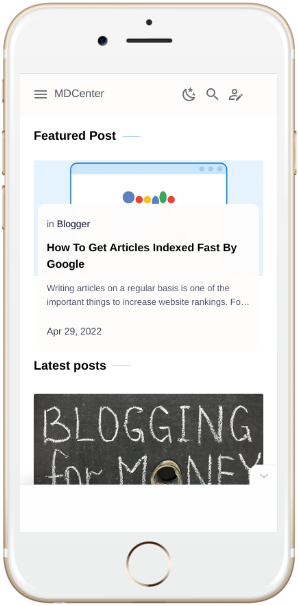 MDCenter
Featured Post
in Blogger
How To Get Articles Indexed Fast By
Google
Writing articles on a regular basis is one of the
important things to increase website rankings. Fo...
Apr 29, 2022
Latest posts
BLOGGING
for MONEY